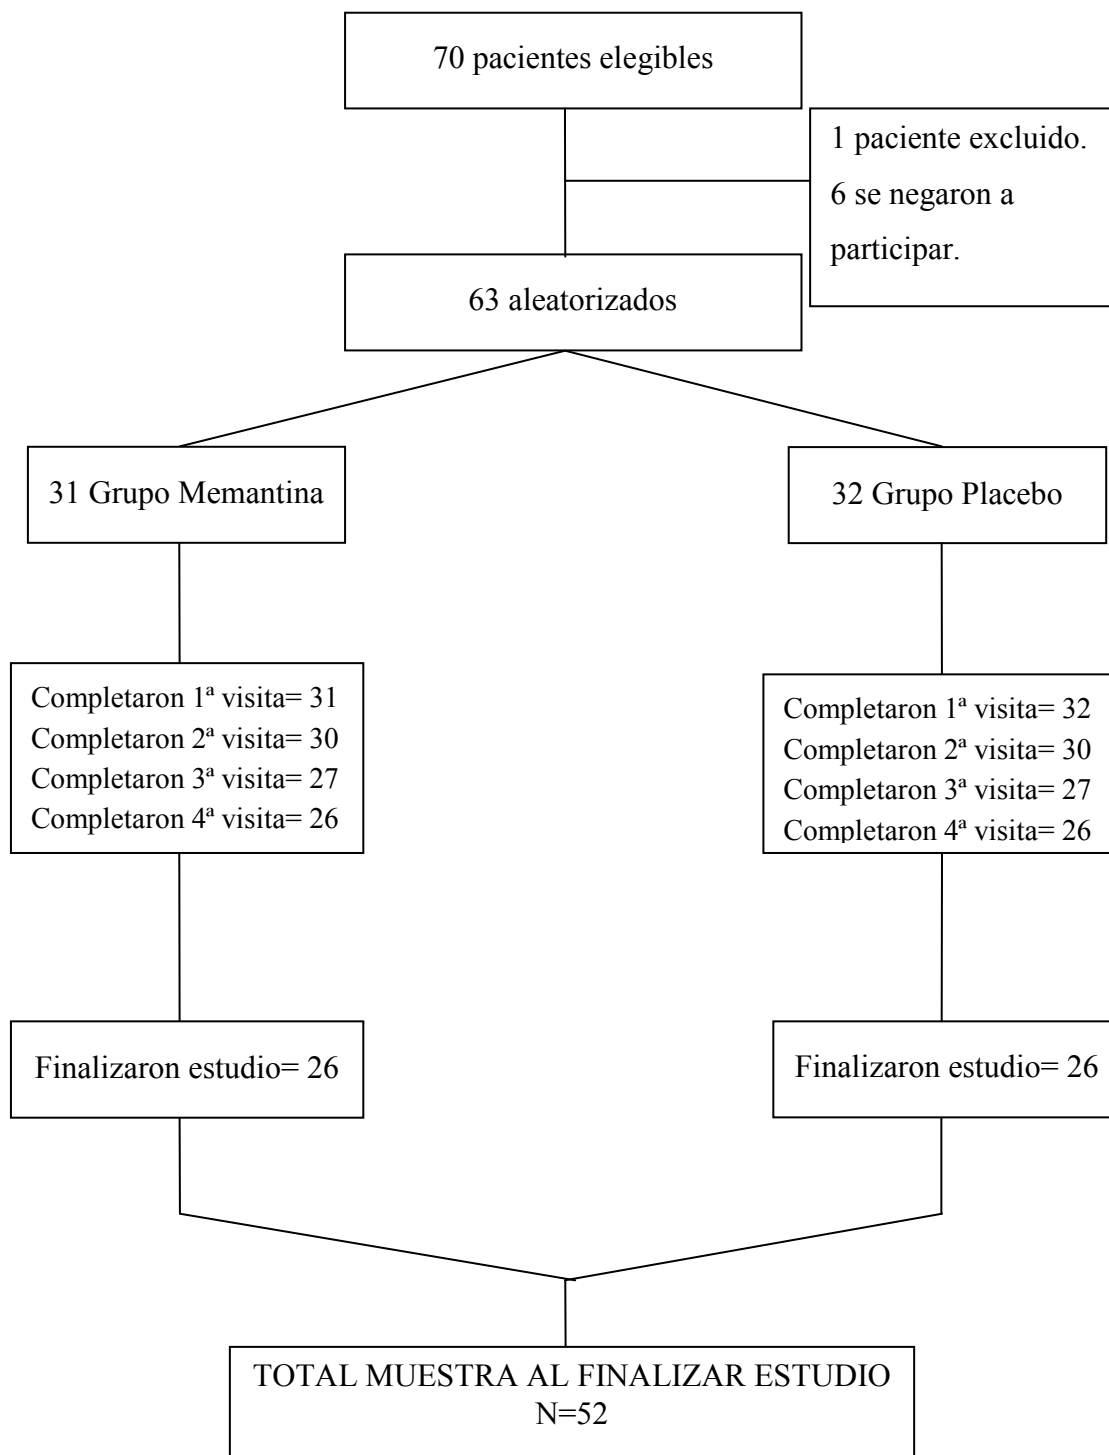 70 pacientes elegibles
1 paciente excluido.
6 se negaron a
participar.
63 aleatorizados
31 Grupo Memantina
32 Grupo Placebo
Completaron 1ª visita= 31
Completaron 2ª visita= 30
Completaron 3ª visita= 27
Completaron 4ª visita= 26
Completaron 1ª visita= 32
Completaron 2ª visita= 30
Completaron 3ª visita= 27
Completaron 4ª visita= 26
Finalizaron estudio= 26
Finalizaron estudio= 26
TOTAL MUESTRA AL FINALIZAR ESTUDIO
N=52